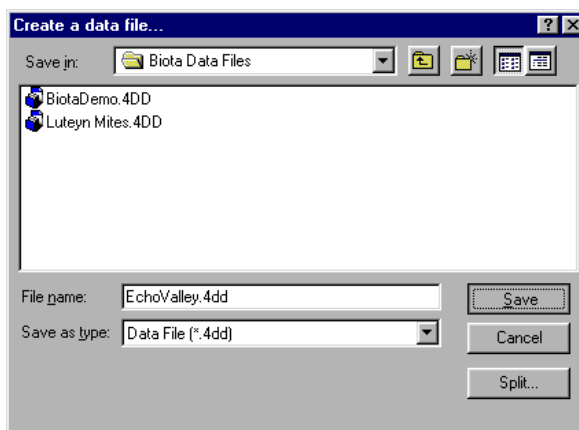 Create a data file...
Save in: Biota Data Files
BiotaDemo.4DD
Luteyn Mites.4DD
File name: EchoValley.4dd Save
Save as type: Data File (*.4dd) Cancel
Split...